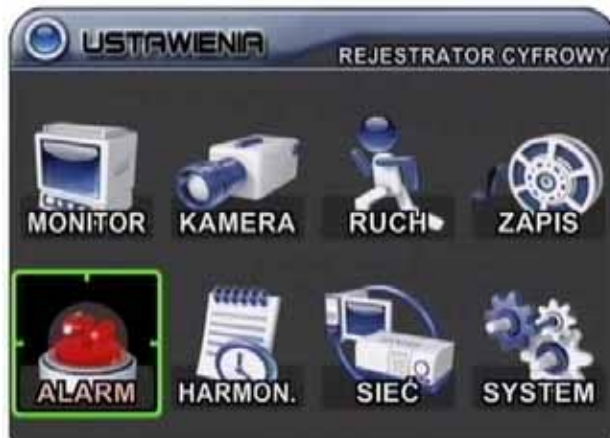 USTAWIENIA
REJESTRATOR CYFROWY
MONITOR KAMERA RUCH ZAPIS
ALARM HARMON. SIEĆ SYSTEM